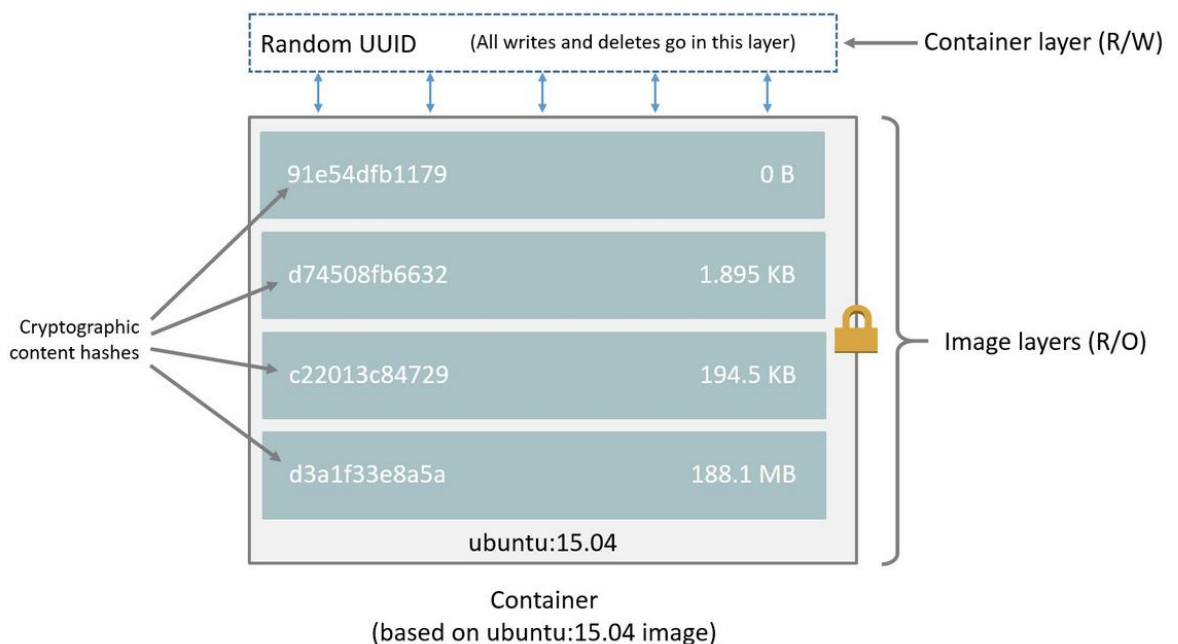 Random UUID (All writes and deletes go in this layer)
Container layer (R/W)
91e54dfb1179 0 B
d74508fb6632 1.895 KB
Cryptographic
content hashes
c22013c84729 194.5 KB
Image layers (R/O)
d3a1f33e8a5a 188.1 MB
ubuntu:15.04
Container
(based on ubuntu:15.04 image)